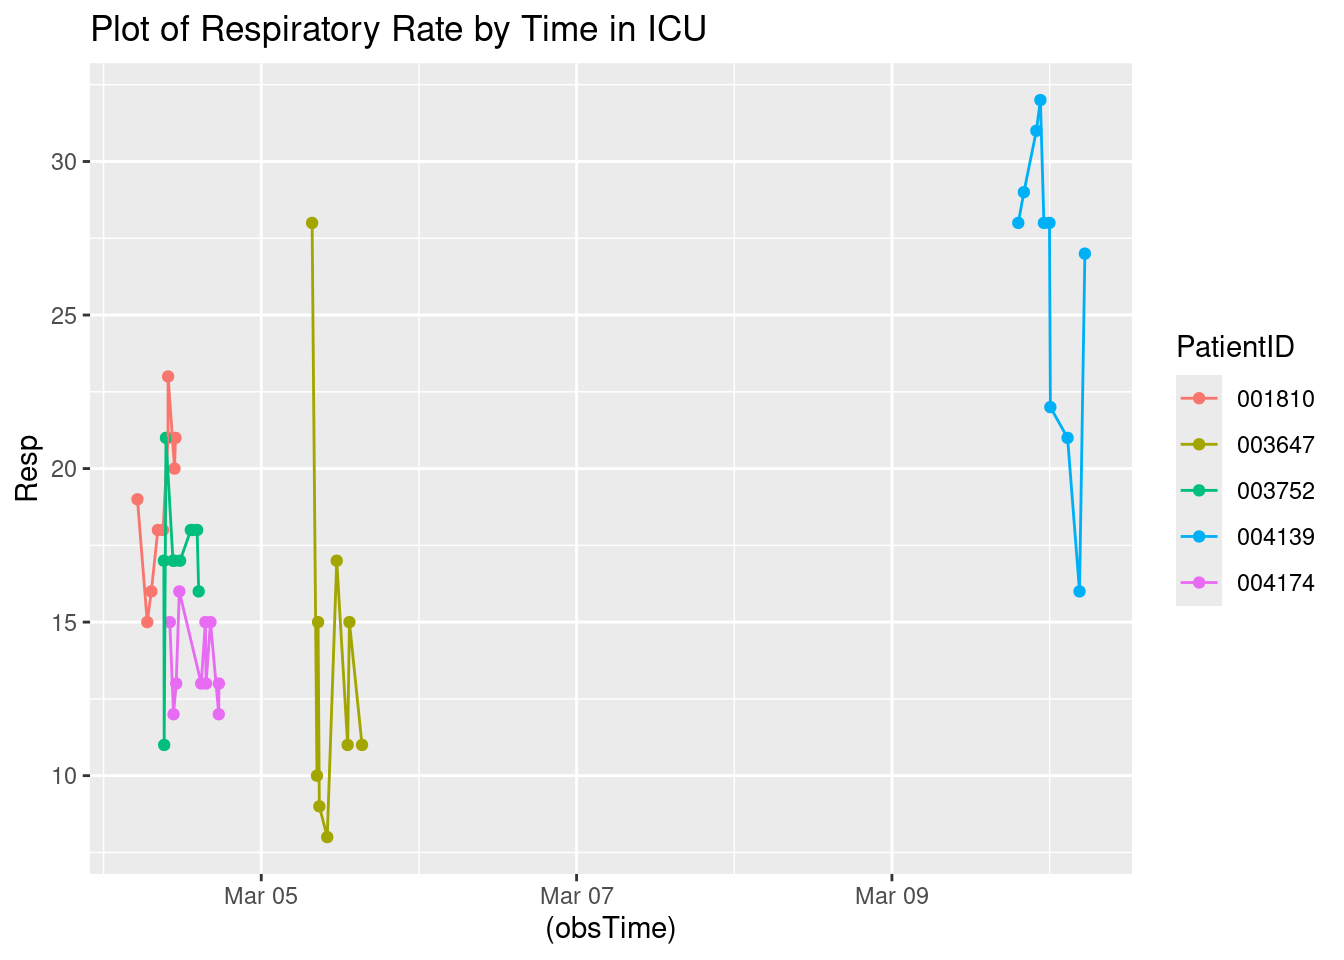 Plot of Respiratory Rate by Time in ICU
30
25
20
15
10
Resp
Mar 05
Mar 07
Mar 09
(obsTime)
PatientID
001810
003647
003752
004139
004174